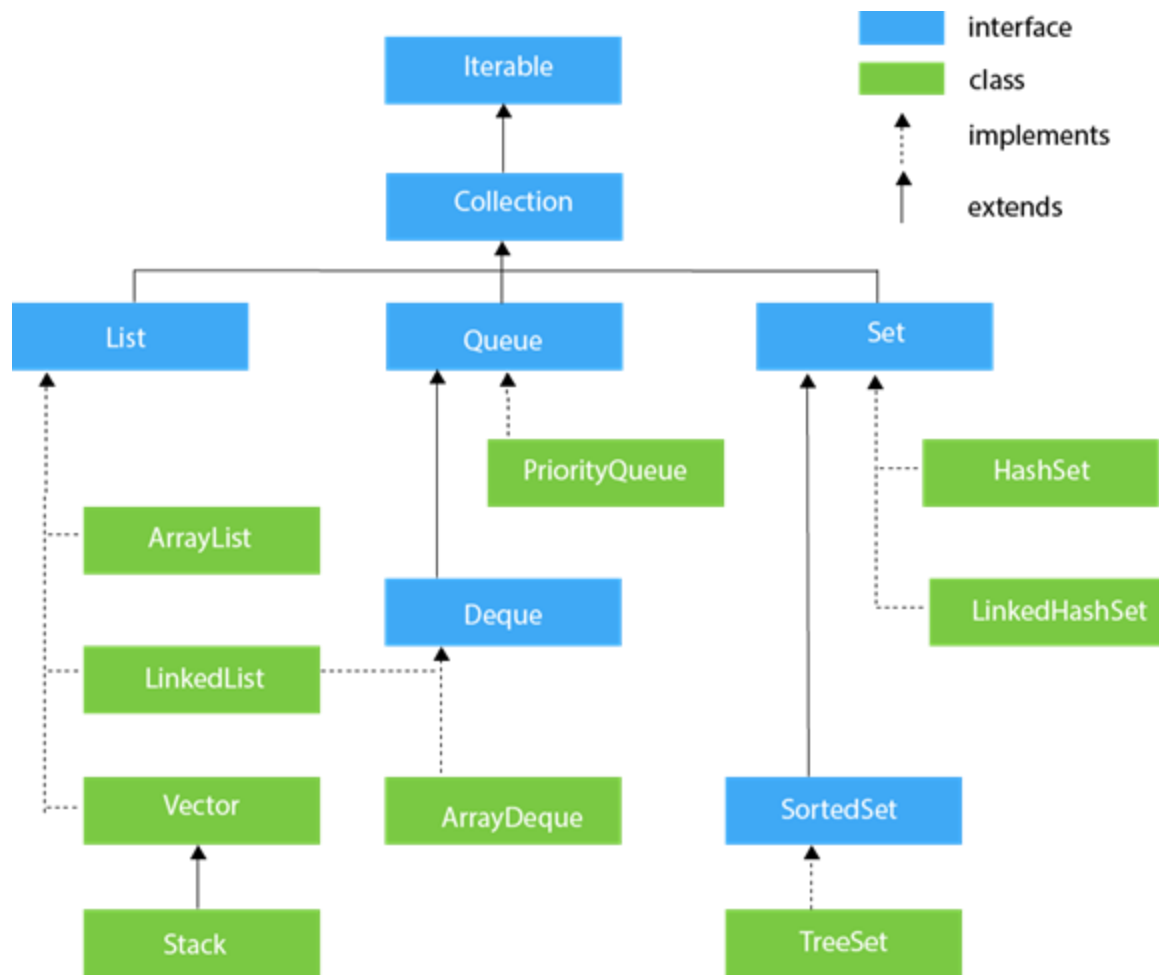 interface
Iterable
class
implements
Collection
extends
List
Queue
Set
PriorityQueue
HashSet
ArrayList
Deque
LinkedHashSet
LinkedList
Vector
ArrayDeque
SortedSet
Stack
TreeSet